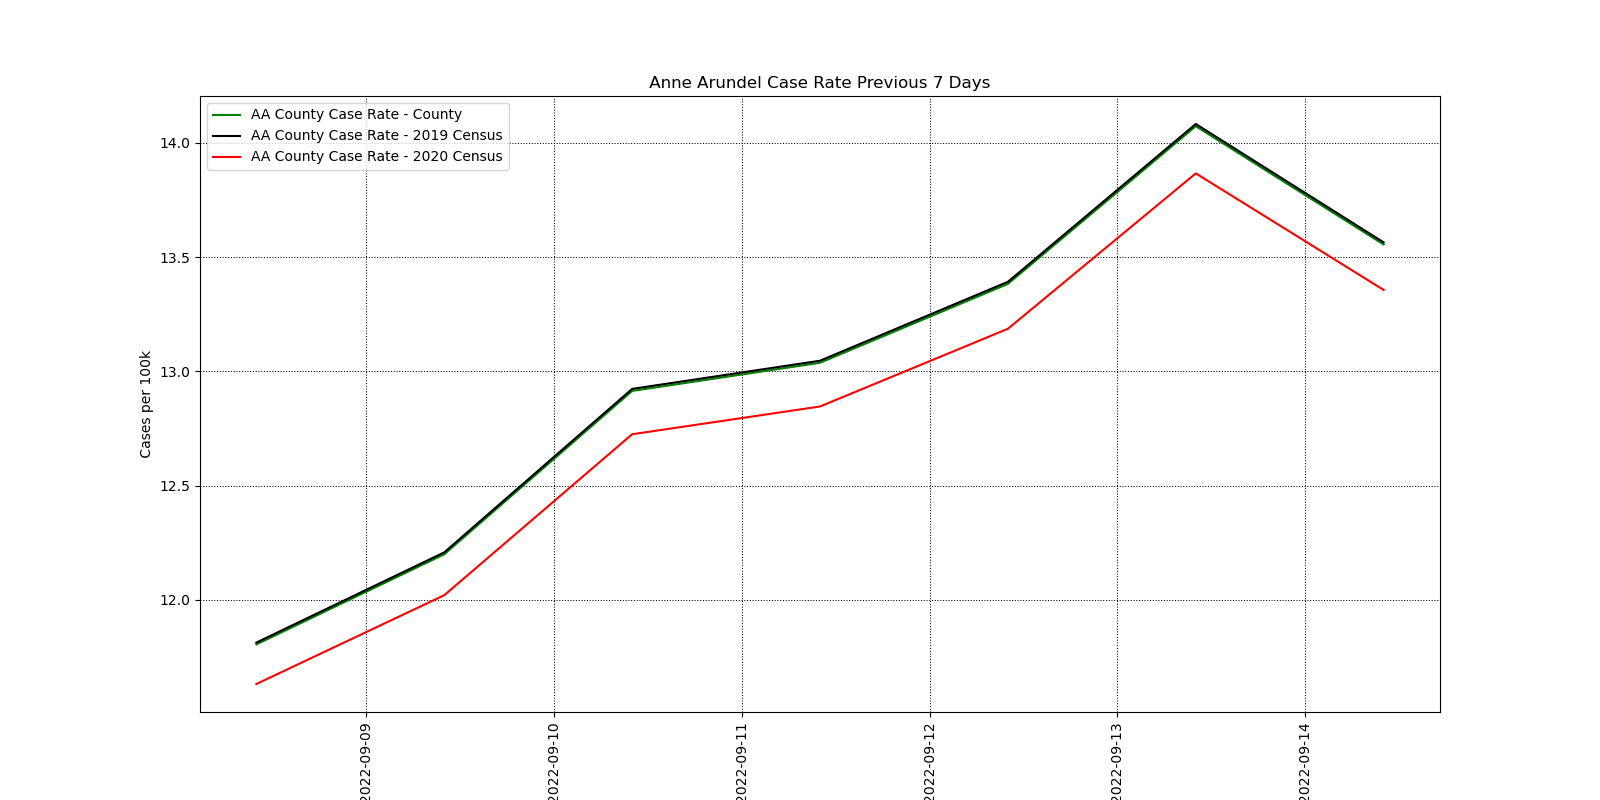 Anne Arundel Case Rate Previous 7 Days
AA County Case Rate - County
AA County Case Rate - 2019 Census
AA County Case Rate - 2020 Census
14.0
13.5
13.0
12.5
12.0
Cases per 100k
2022-09-09
2022-09-10
2022-09-11
2022-09-12
2022-09-13
2022-09-14